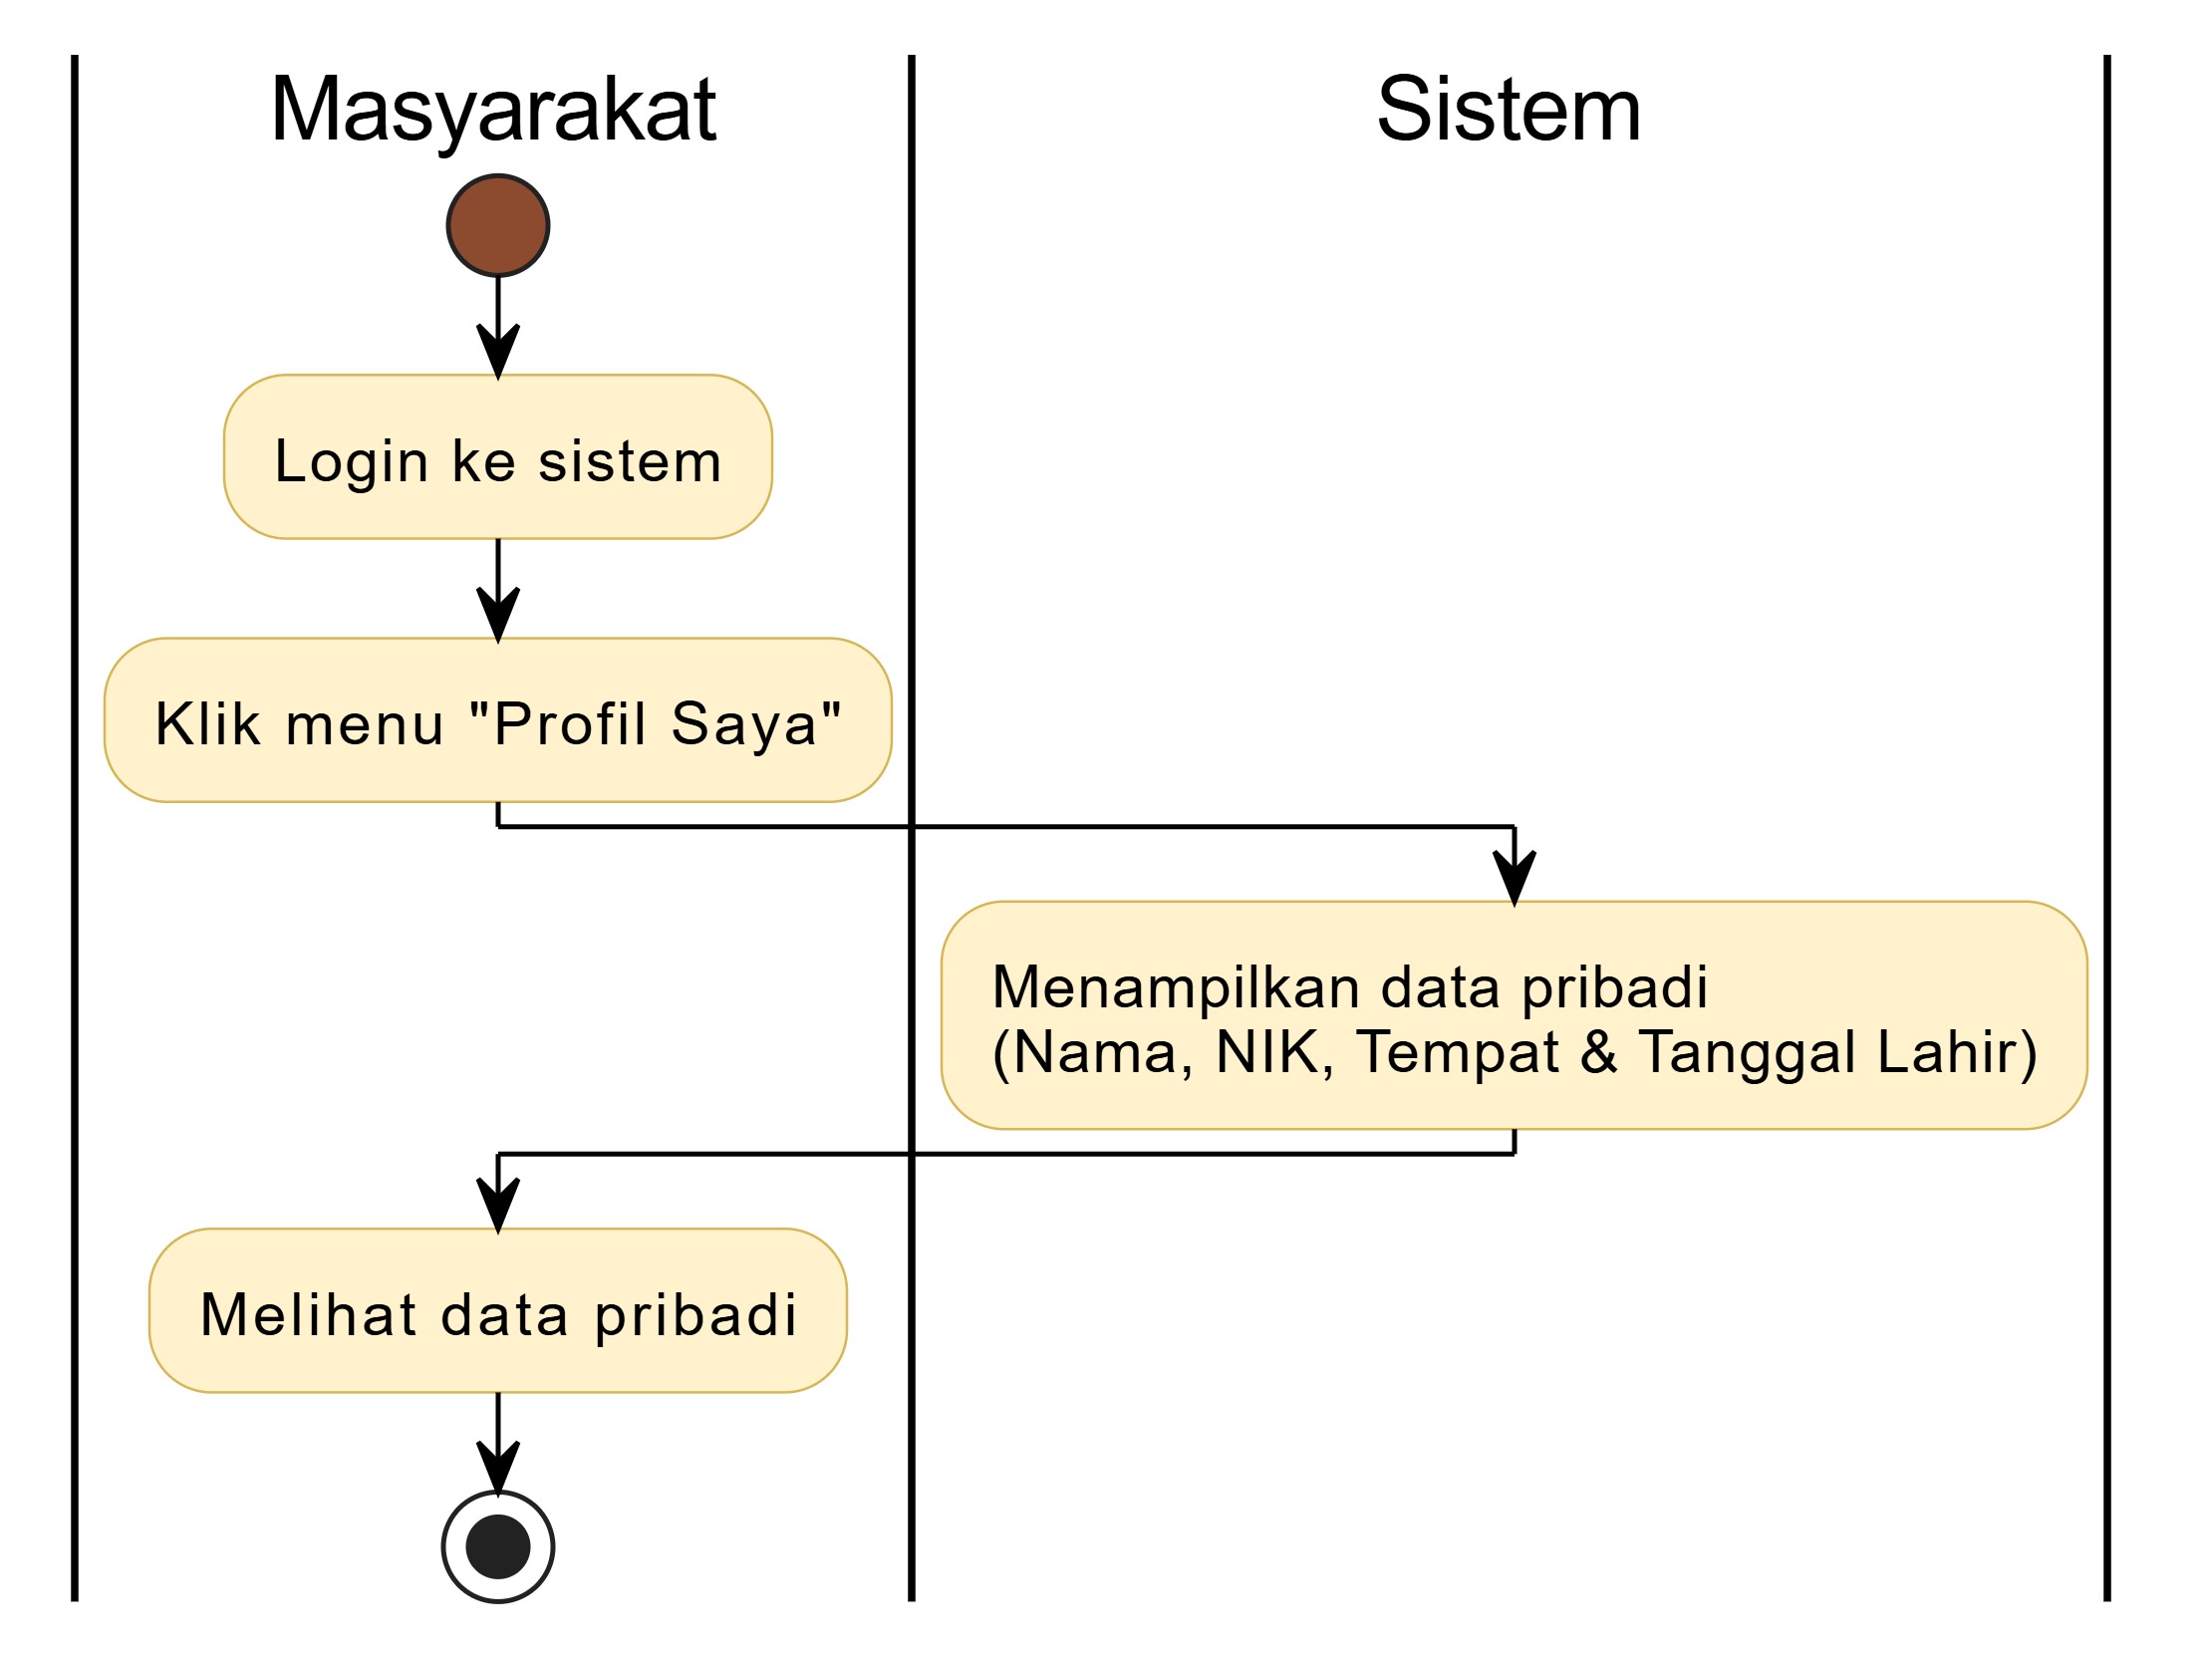 Masyarakat
Sistem
Login ke sistem
Klik menu "Profil Saya"
Menampilkan data pribadi
(Nama, NIK, Tempat & Tanggal Lahir)
Melihat data pribadi